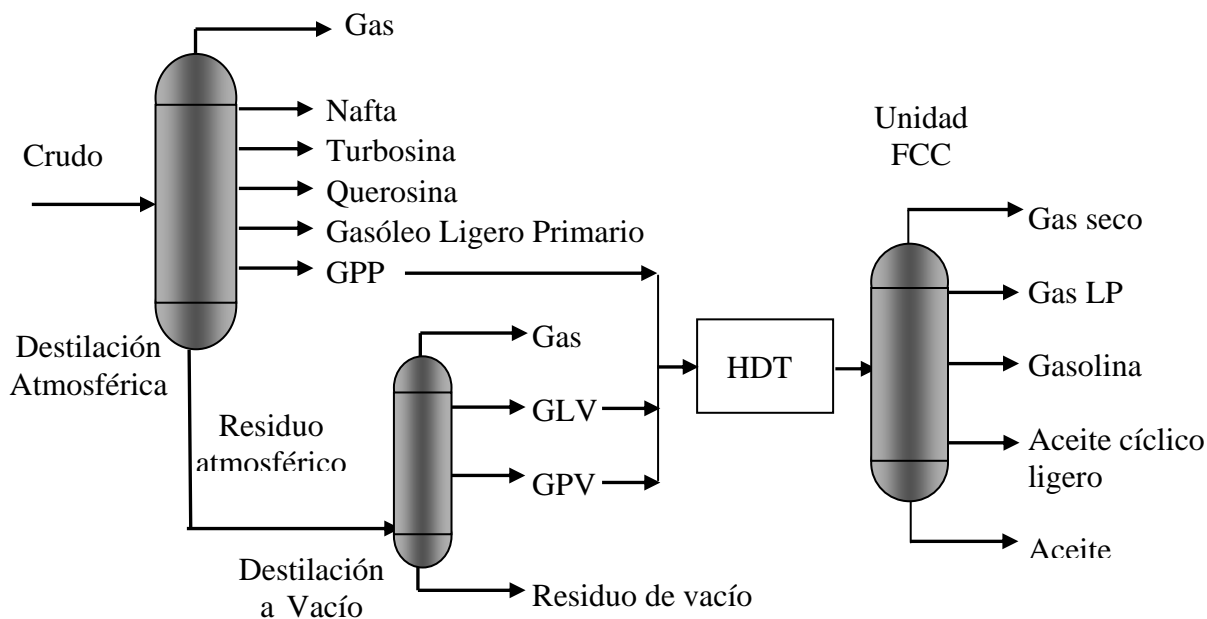 Gas
Nafta
Turbosina
Querosina
Gasóleo Ligero Primario
GPP
Crudo
Destilación
Atmosférica
Residuo
atmosférico
Gas
GLV
GPV
Destilación
a Vacío
Residuo de vacío
HDT
Unidad
FCC
Gas seco
Gas LP
Gasolina
Aceite cíclico
ligero
Aceite